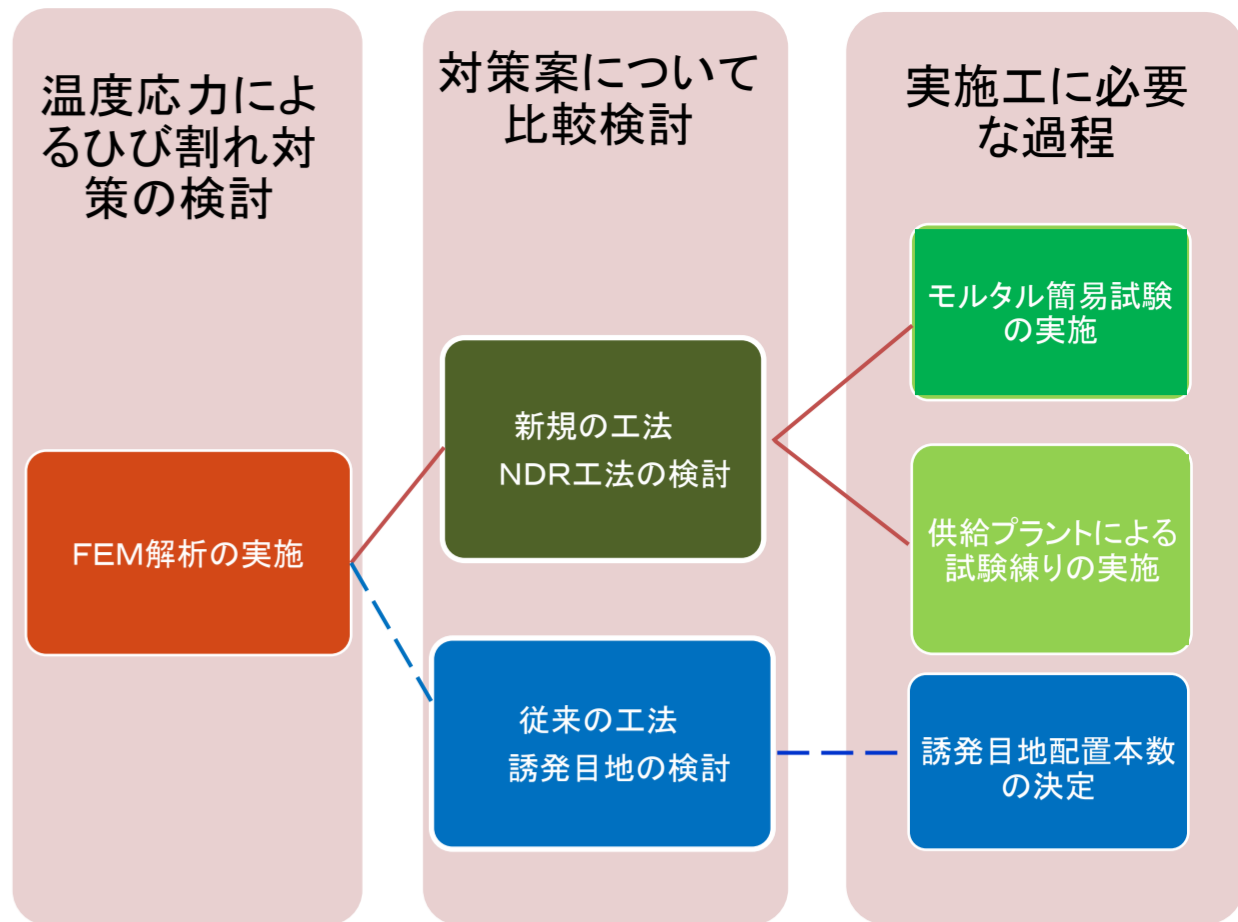 温度応力によ
るひび割れ対
策の検討
対策案について
比較検討
実施工に必要
な過程
FEM解析の実施
新規の工法
NDR工法の検討
従来の工法
誘発目地の検討
モルタル簡易試験
の実施
供給プラントによる
試験練りの実施
誘発目地配置本数
の決定